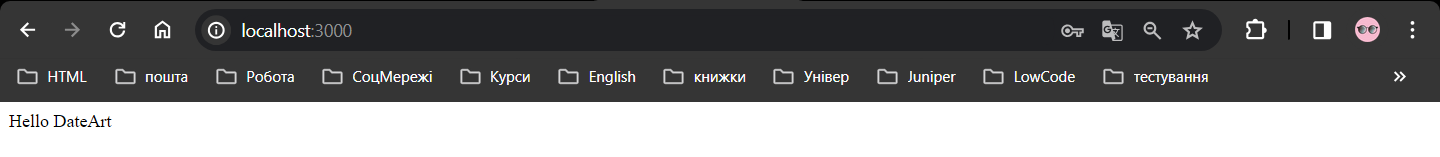 localhost:3000
HTML пошта Робота СоцМережі Курси English книжки Універ Juniper LowCode тестування
Hello DateArt